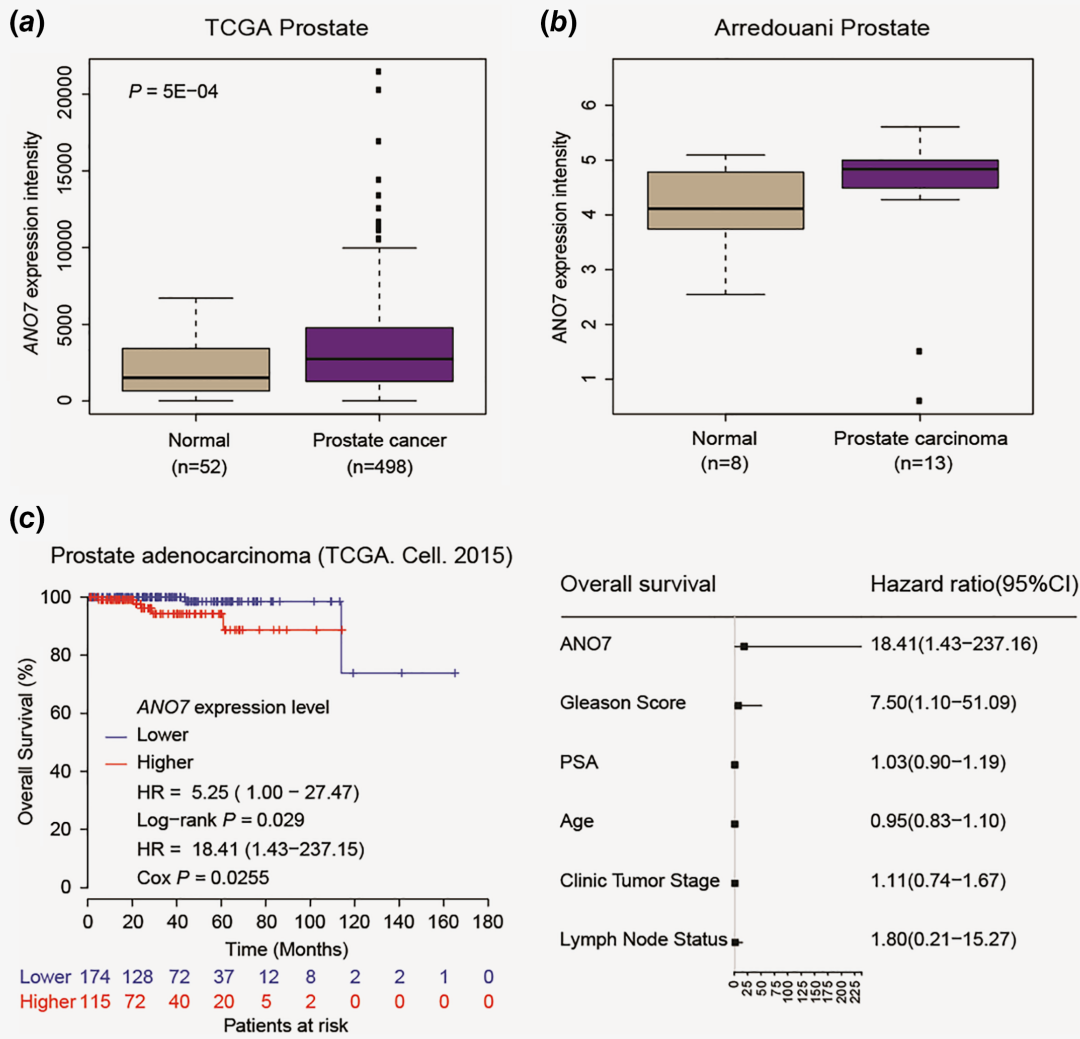 (a)
TCGA Prostate
P = 5E−04
ANO7 expression intensity
20000
15000
10000
5000
0
Normal
(n=52)
Prostate cancer
(n=498)
(b)
Arredouani Prostate
ANO7 expression intensity
6
5
4
3
2
1
Normal
(n=8)
Prostate carcinoma
(n=13)
(c)
Prostate adenocarcinoma (TCGA. Cell. 2015)
Overall Survival (%)
100
80
60
40
20
0
ANO7 expression level
Lower
Higher
HR = 5.25 ( 1.00 − 27.47)
Log−rank P = 0.029
HR = 18.41 (1.43−237.15)
Cox P = 0.0255
0 20 40 60 80 100 120 140 160 180
Time (Months)
Lower 174 128 72 37 12 8 2 2 1 0
Higher 115 72 40 20 5 2 0 0 0 0
Patients at risk
Overall survival Hazard ratio(95%CI)
ANO7 18.41(1.43−237.16)
Gleason Score 7.50(1.10−51.09)
PSA 1.03(0.90−1.19)
Age 0.95(0.83−1.10)
Clinic Tumor Stage 1.11(0.74−1.67)
Lymph Node Status 1.80(0.21−15.27)
0 25 50 75 100 125 150 175 200 225